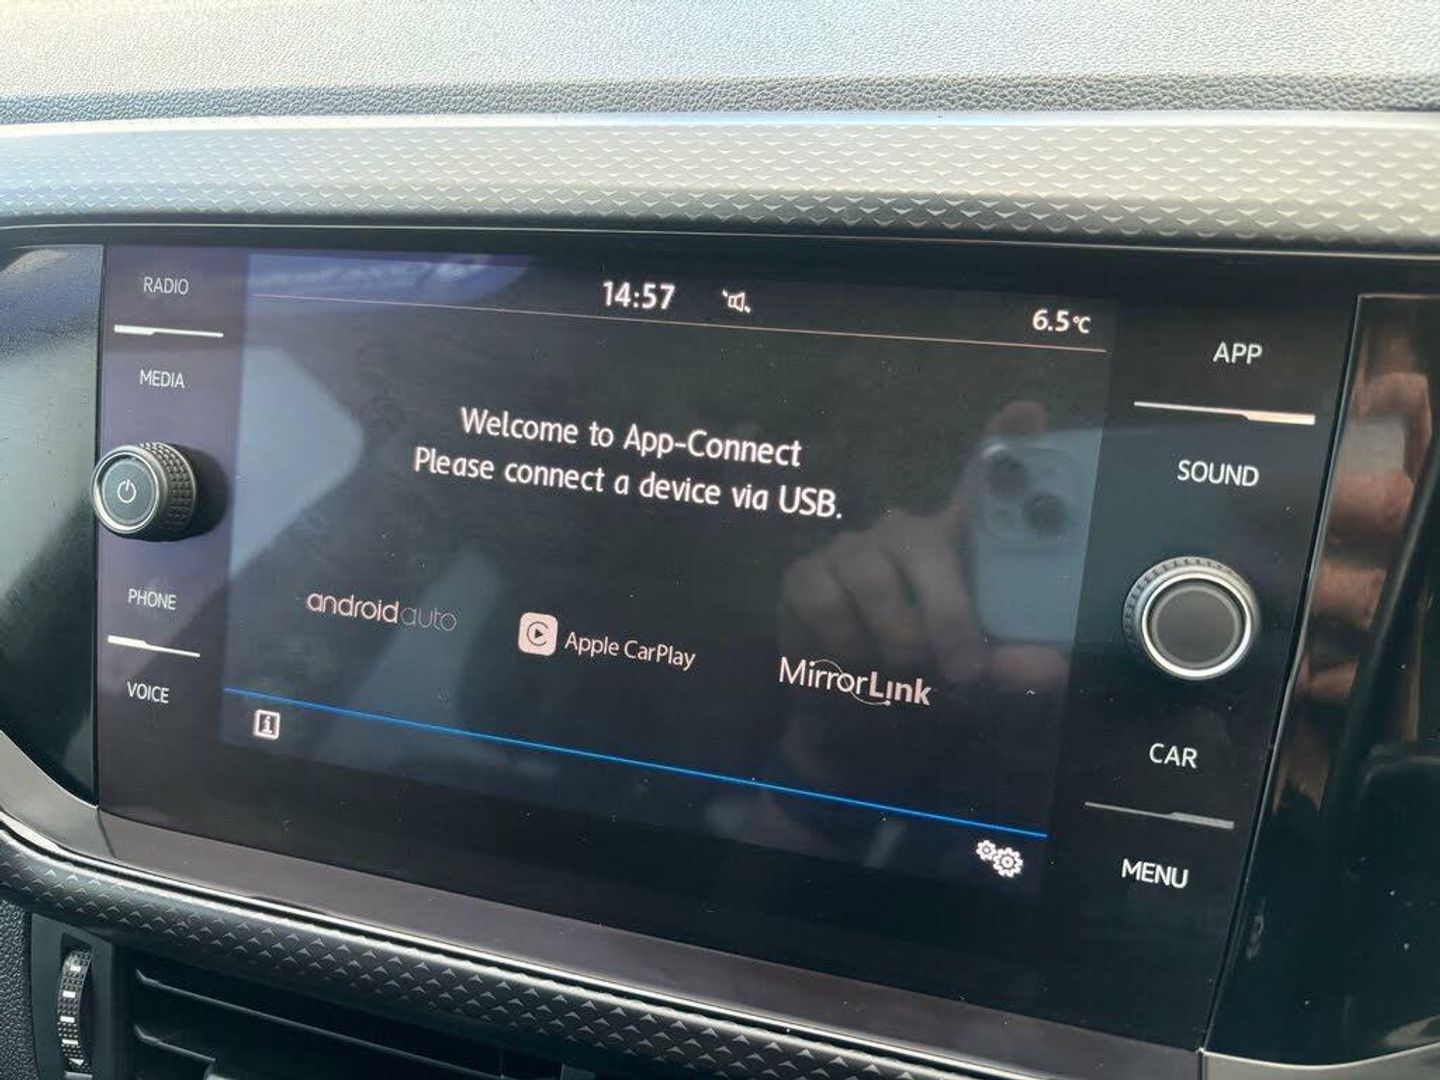 RADIO
14:57
6.5°C
APP
MEDIA
Welcome to App-Connect
Please connect a device via USB.
SOUND
PHONE
androidauto
Apple CarPlay
MirrorLink
VOICE
i
CAR
MENU